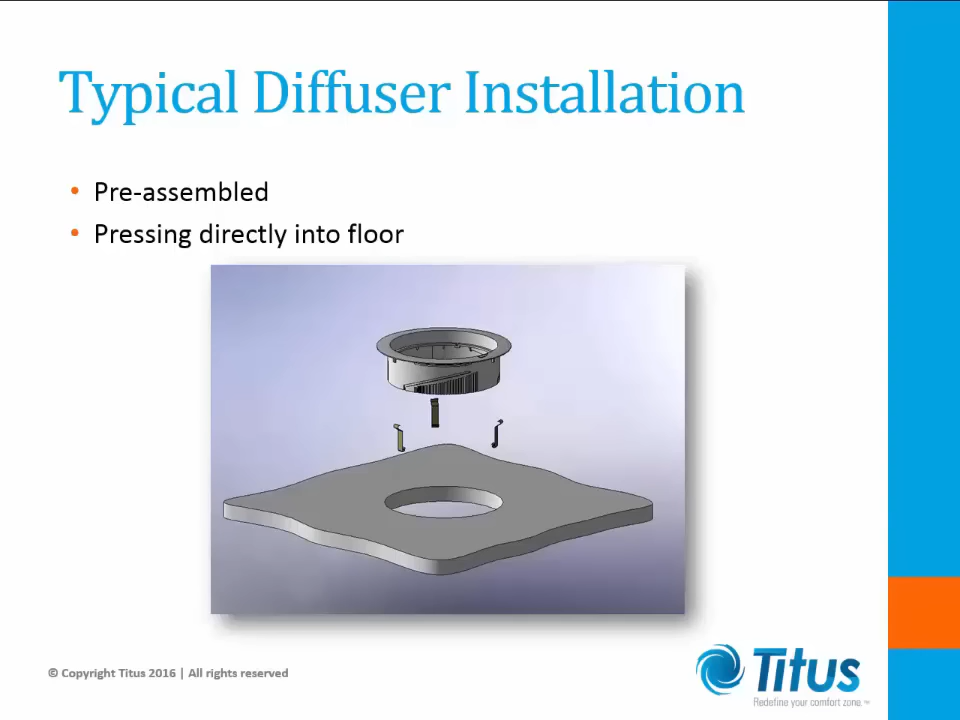 Typical Diffuser Installation
• Pre-assembled
• Pressing directly into floor
© Copyright Titus 2016 | All rights reserved
Titus
Redefine your comfort zone.™